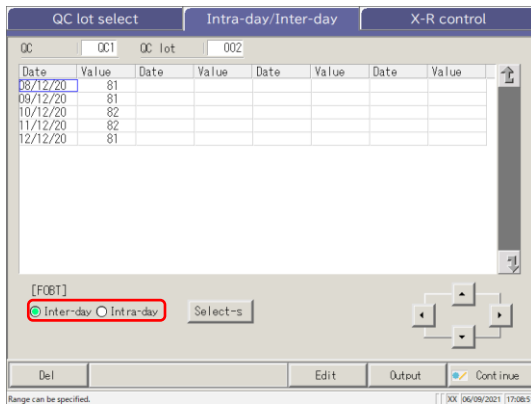 QC lot select Intra-day/Inter-day X-R control
QC QC1 QC lot 002
Date Value Date Value Date Value Date Value
08/12/20 81
09/12/20 81
10/12/20 82
11/12/20 82
12/12/20 81
[FOBT]
Inter-day Intra-day Select-s
Del Edit Output Continue
Range can be specified. XX 06/09/2021 17:08:5